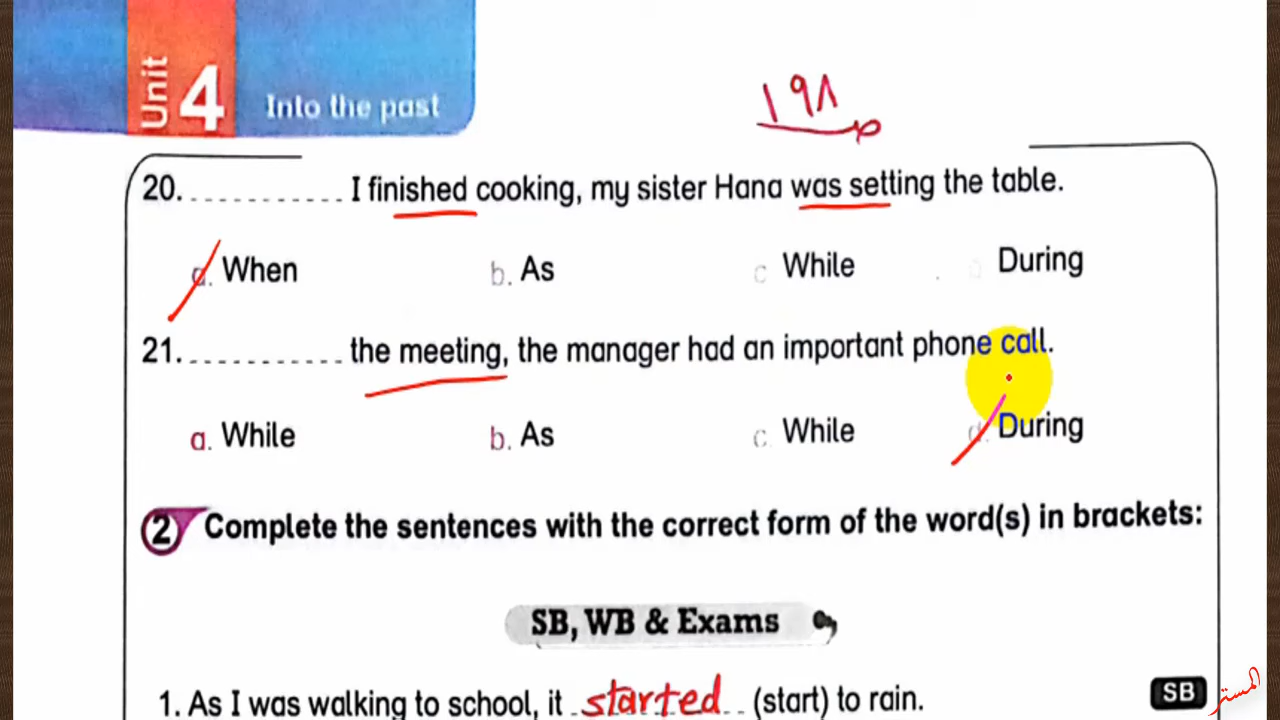 Unit 4 Into the past
١٩٨ ص
20. ............ I finished cooking, my sister Hana was setting the table.
a. When b. As c While During
21. ............ the meeting, the manager had an important phone call.
a. While b. As c While d. During
2 Complete the sentences with the correct form of the word(s) in brackets:
SB, WB & Exams
1. As I was walking to school, it started (start) to rain. SB
المستر